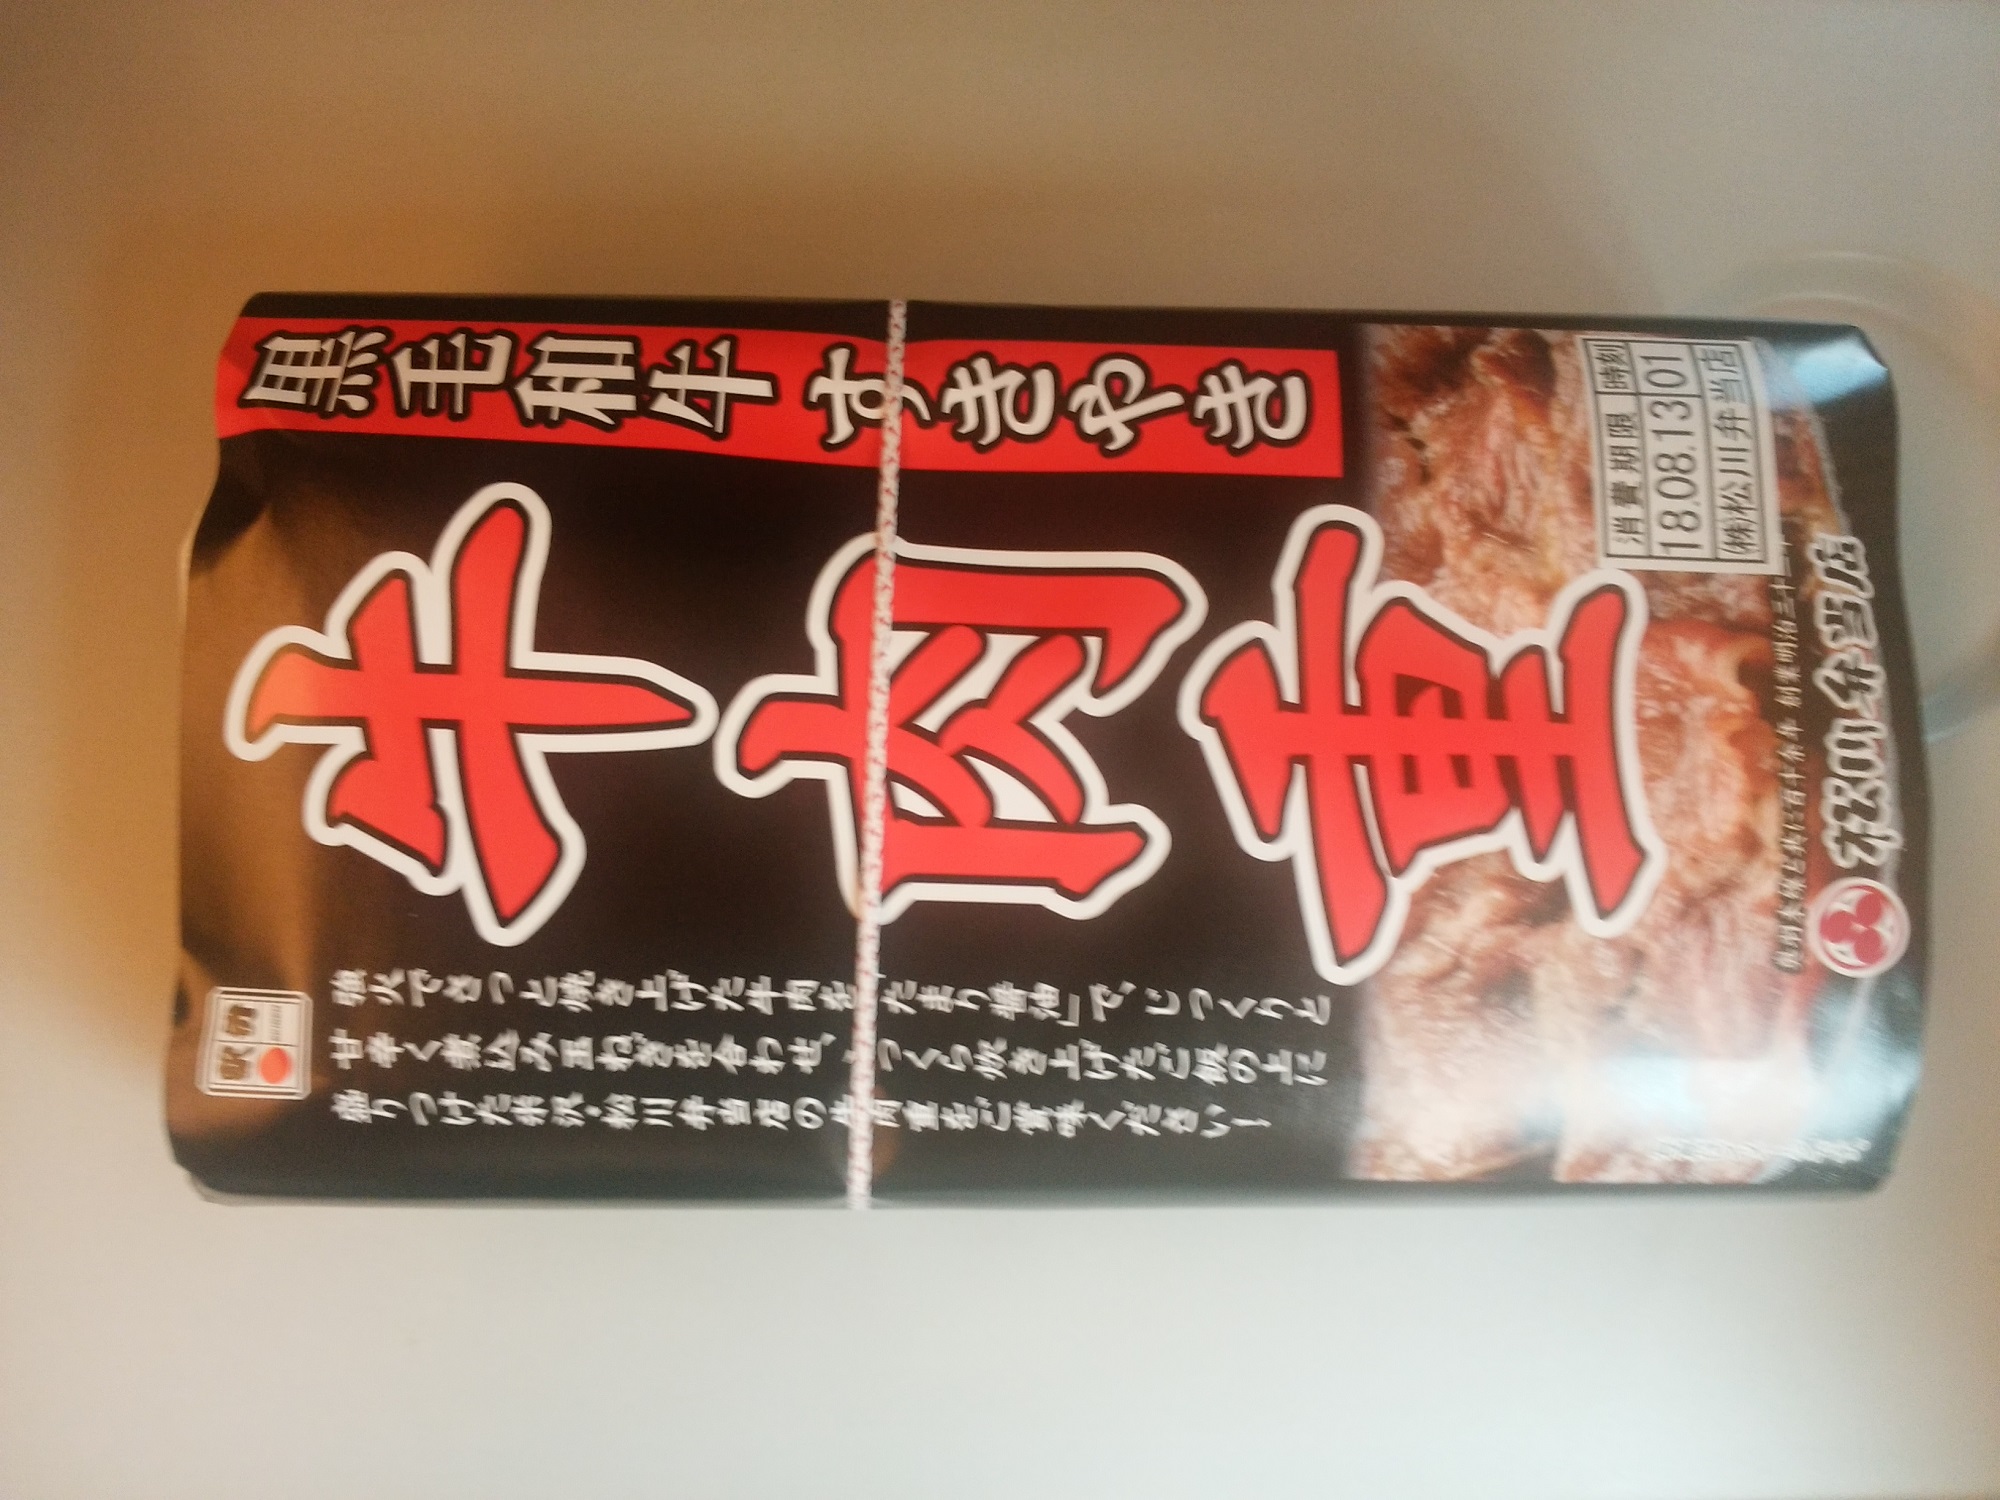 黒毛和牛 すきやき
牛肉重
強火でさっと焼き上げた牛肉を「たまり醤油」で、じっくりと
甘辛く煮込み玉ねぎを合わせ、ふっくら炊き上げたご飯の上に
盛りつけた米沢・松川弁当店の牛肉重をご賞味ください！
駅弁
消費期限 時刻
18.08.13 01
㈱松川弁当店
松川弁当店